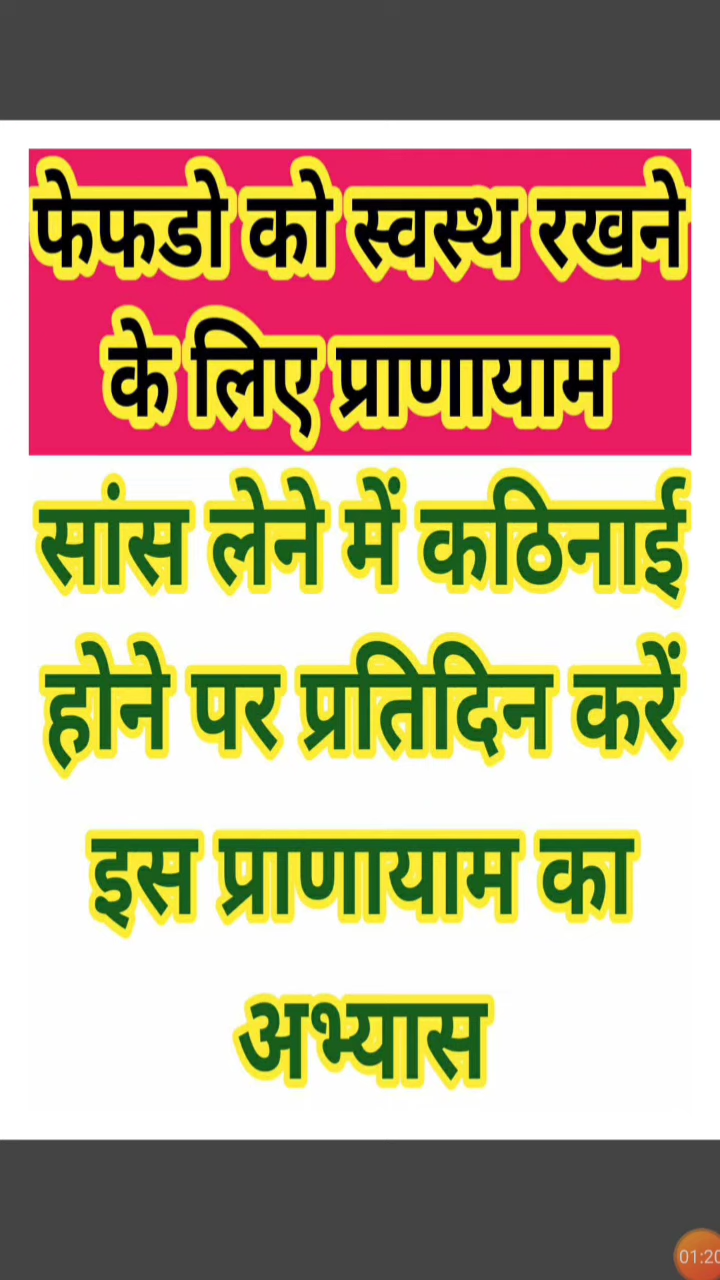 फेफडो को स्वस्थ रखने
के लिए प्राणायाम
सांस लेने में कठिनाई
होने पर प्रतिदिन करें
इस प्राणायाम का
अभ्यास
01:20